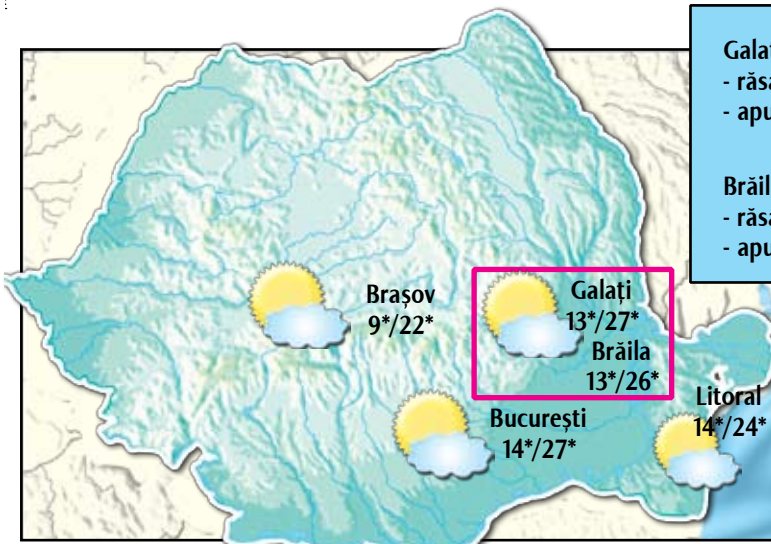 Brașov
9*/22*
Galați
13*/27*
Brăila
13*/26*
București
14*/27*
Litoral
14*/24*